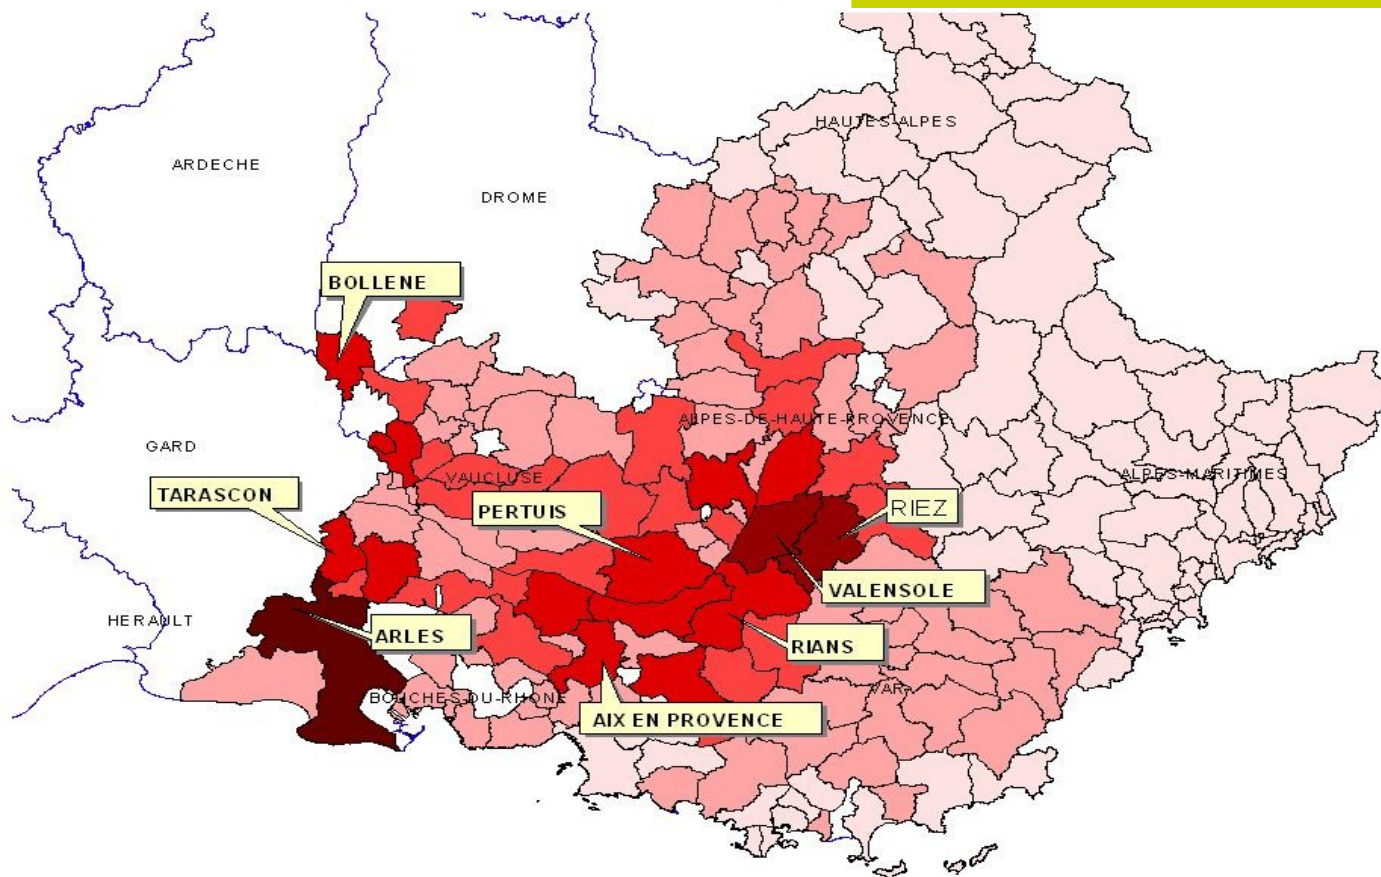 HAUTES-ALPES
ARDECHE
DROME
BOLLENE
ALPES-DE-HAUTE-PROVENCE
GARD
ALPES-MARITIMES
VAUCLUSE
TARASCON
PERTUIS
RIEZ
VALENSOLE
HERAULT
ARLES
RIANS
VAR
BOUCHES-DU-RHONE
AIX EN PROVENCE